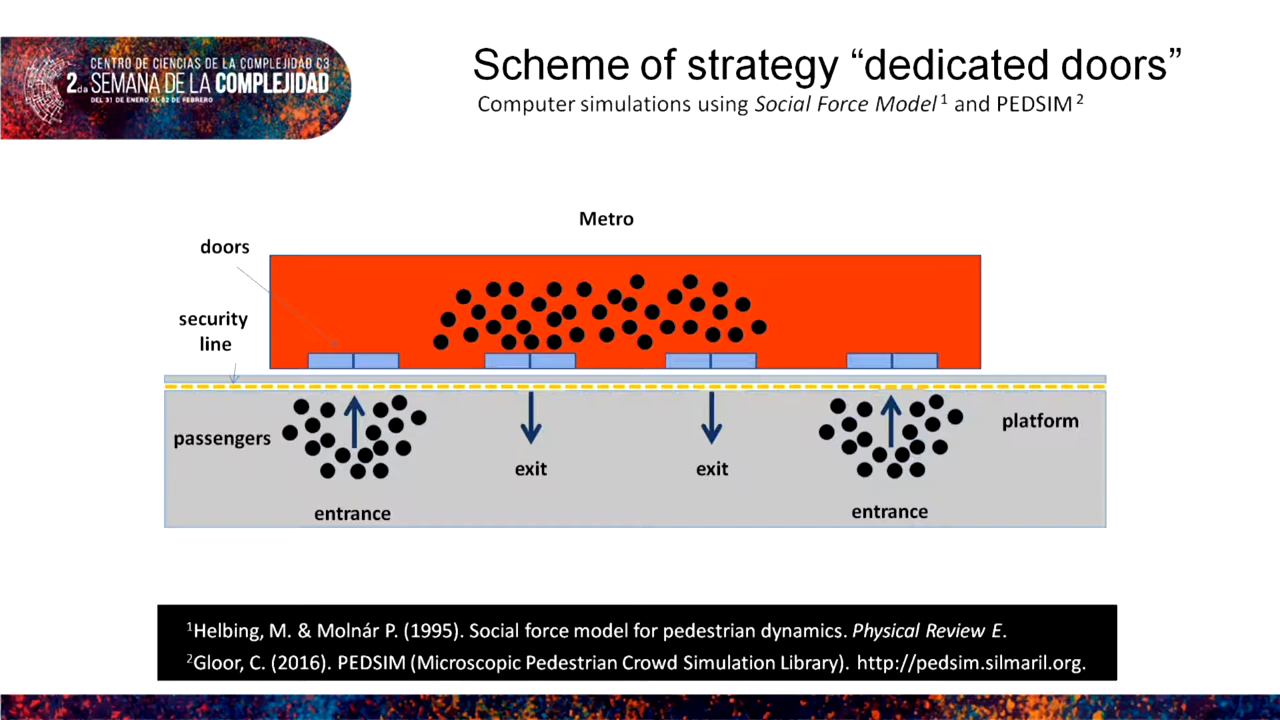 CENTRO DE CIENCIAS DE LA COMPLEJIDAD C3
2.da SEMANA DE LA COMPLEJIDAD
DEL 31 DE ENERO AL 02 DE FEBRERO
Scheme of strategy “dedicated doors”
Computer simulations using Social Force Model1 and PEDSIM2
Metro
doors
security
line
passengers
platform
exit
exit
entrance
entrance
1Helbing, M. & Molnár P. (1995). Social force model for pedestrian dynamics. Physical Review E.
2Gloor, C. (2016). PEDSIM (Microscopic Pedestrian Crowd Simulation Library). http://pedsim.silmaril.org.